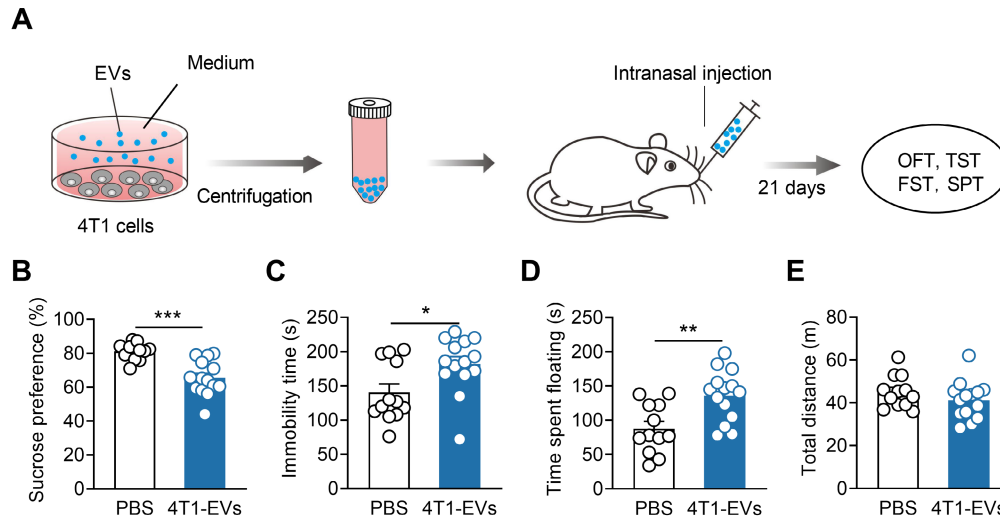 A
EVs
Medium
4T1 cells
Centrifugation
Intranasal injection
21 days
OFT, TST
FST, SPT
B
Sucrose preference (%)
100
80
60
40
20
0
***
PBS
4T1-EVs
C
Immobility time (s)
250
200
150
100
50
0
*
PBS
4T1-EVs
D
Time spent floating (s)
250
200
150
100
50
0
**
PBS
4T1-EVs
E
Total distance (m)
80
60
40
20
0
PBS
4T1-EVs